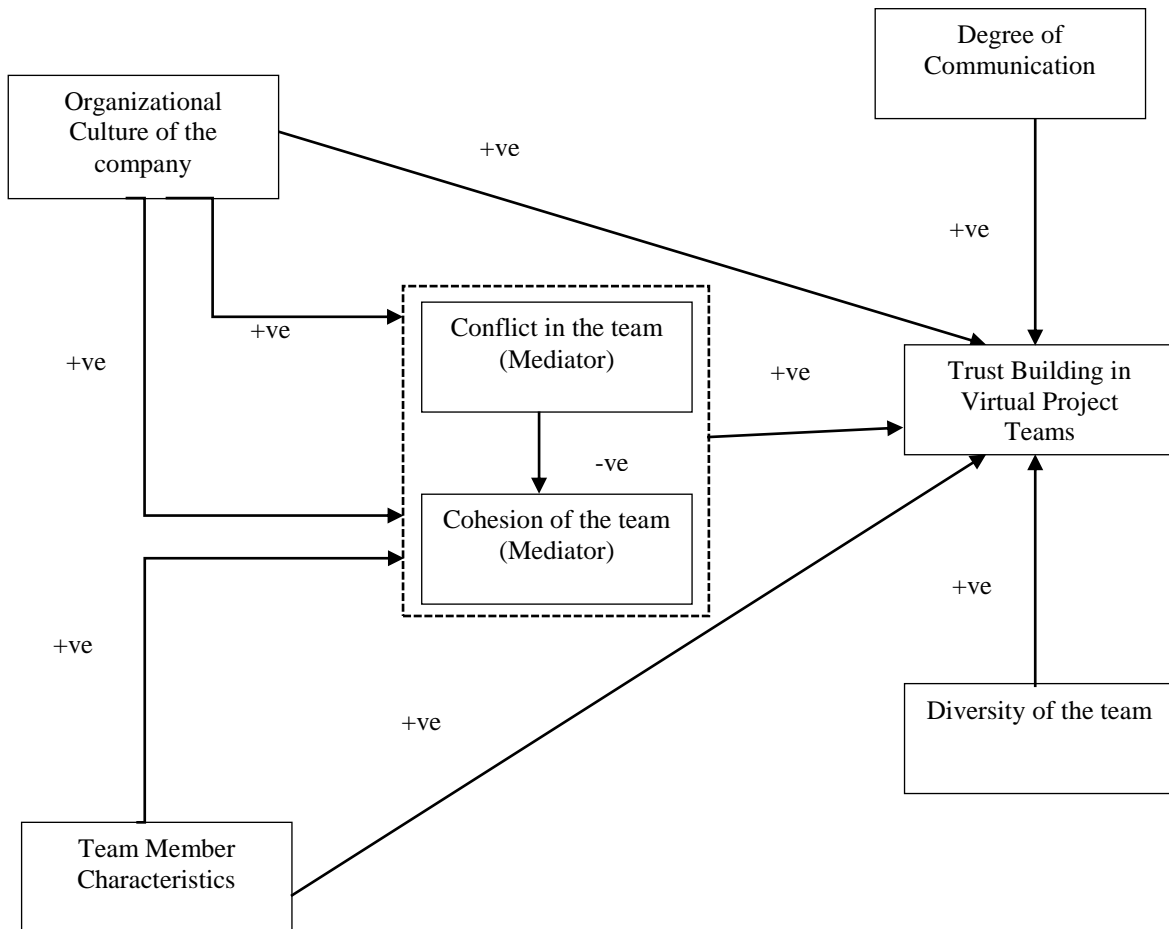 Degree of
Communication
Organizational
Culture of the
company
+ve
+ve
+ve
+ve
Conflict in the team
(Mediator)
+ve
Trust Building in
Virtual Project
Teams
-ve
Cohesion of the team
(Mediator)
+ve
+ve
+ve
Diversity of the team
Team Member
Characteristics